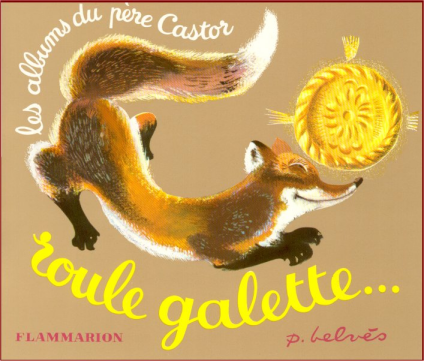 les albums du père Castor
roule galette...
FLAMMARION
p. belvès